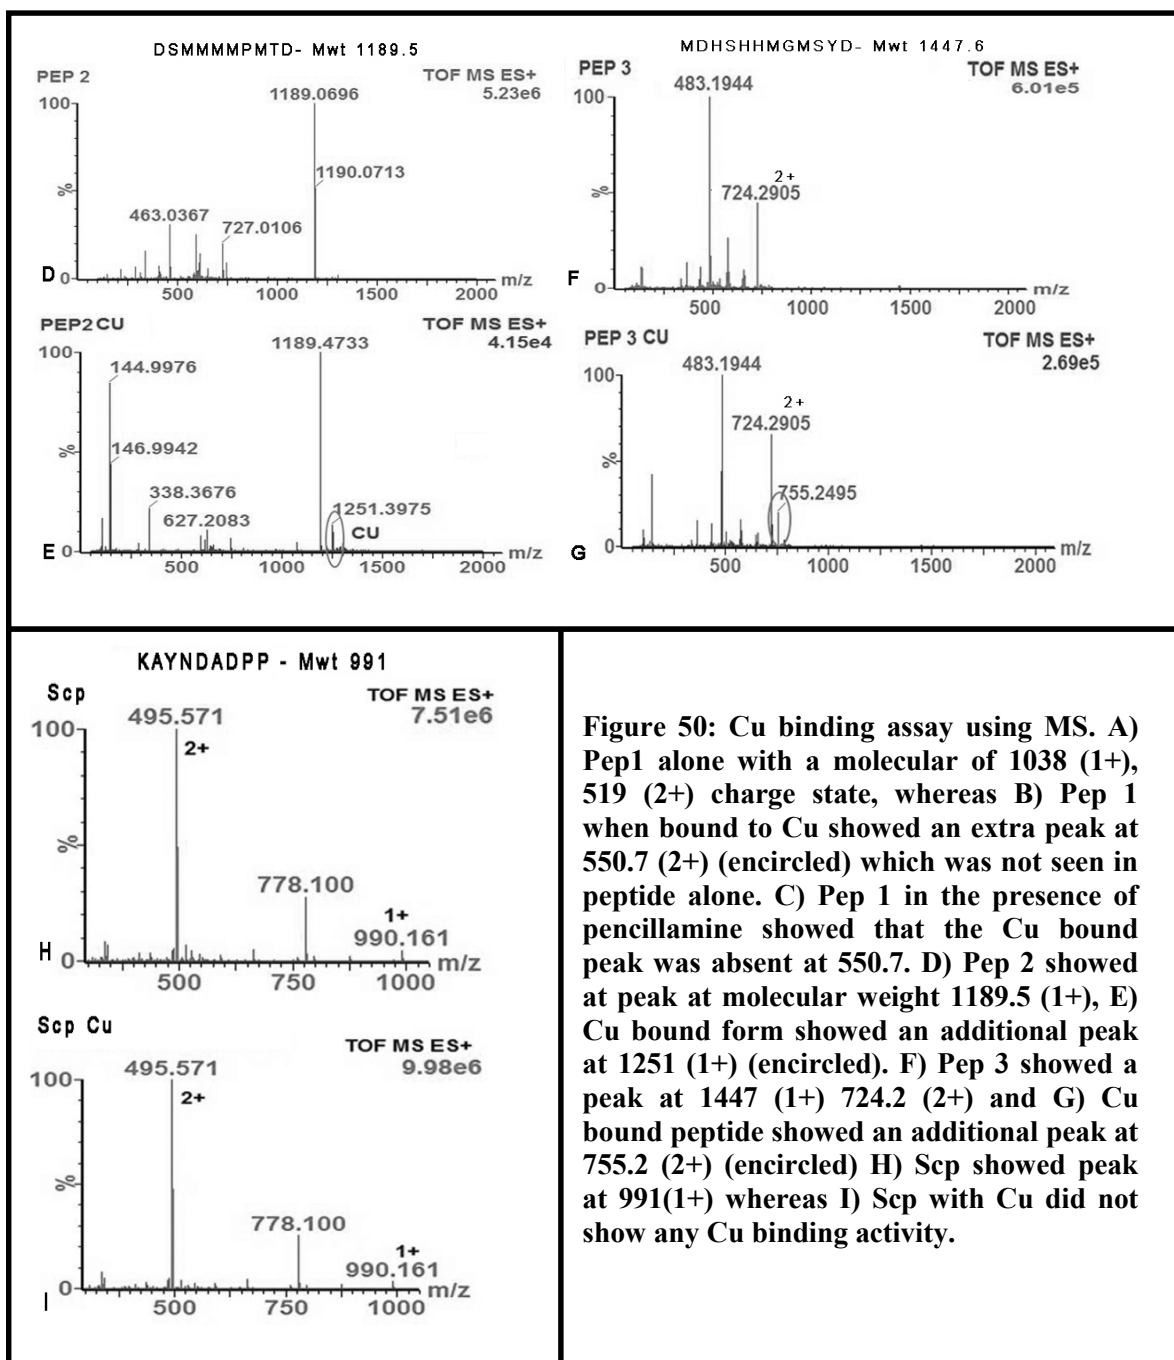 DSMMMMPMTD- Mwt 1189.5
PEP 2
TOF MS ES+
5.23e6
1189.0696
100
1190.0713
%
463.0367
727.0106
D
0
500
1000
1500
2000
m/z
PEP2 CU
TOF MS ES+
4.15e4
1189.4733
100
144.9976
146.9942
%
338.3676
627.2083
1251.3975
CU
E
0
500
1000
1500
2000
m/z
MDHSHHMGMSYD- Mwt 1447.6
PEP 3
TOF MS ES+
6.01e5
483.1944
100
2+
724.2905
%
F
0
500
1000
1500
2000
m/z
PEP 3 CU
TOF MS ES+
2.69e5
483.1944
100
2+
724.2905
%
755.2495
G
0
500
1000
1500
2000
m/z
KAYNDADPP - Mwt 991
Scp
TOF MS ES+
7.51e6
495.571
100
2+
%
778.100
1+
990.161
H
0
500
750
1000
m/z
Scp Cu
TOF MS ES+
9.98e6
495.571
100
2+
%
778.100
1+
990.161
I
0
500
750
1000
m/z
Figure 50: Cu binding assay using MS. A)
Pep1 alone with a molecular of 1038 (1+),
519 (2+) charge state, whereas B) Pep 1
when bound to Cu showed an extra peak at
550.7 (2+) (encircled) which was not seen in
peptide alone. C) Pep 1 in the presence of
pencillamine showed that the Cu bound
peak was absent at 550.7. D) Pep 2 showed
at peak at molecular weight 1189.5 (1+), E)
Cu bound form showed an additional peak
at 1251 (1+) (encircled). F) Pep 3 showed a
peak at 1447 (1+) 724.2 (2+) and G) Cu
bound peptide showed an additional peak at
755.2 (2+) (encircled) H) Scp showed peak
at 991(1+) whereas I) Scp with Cu did not
show any Cu binding activity.